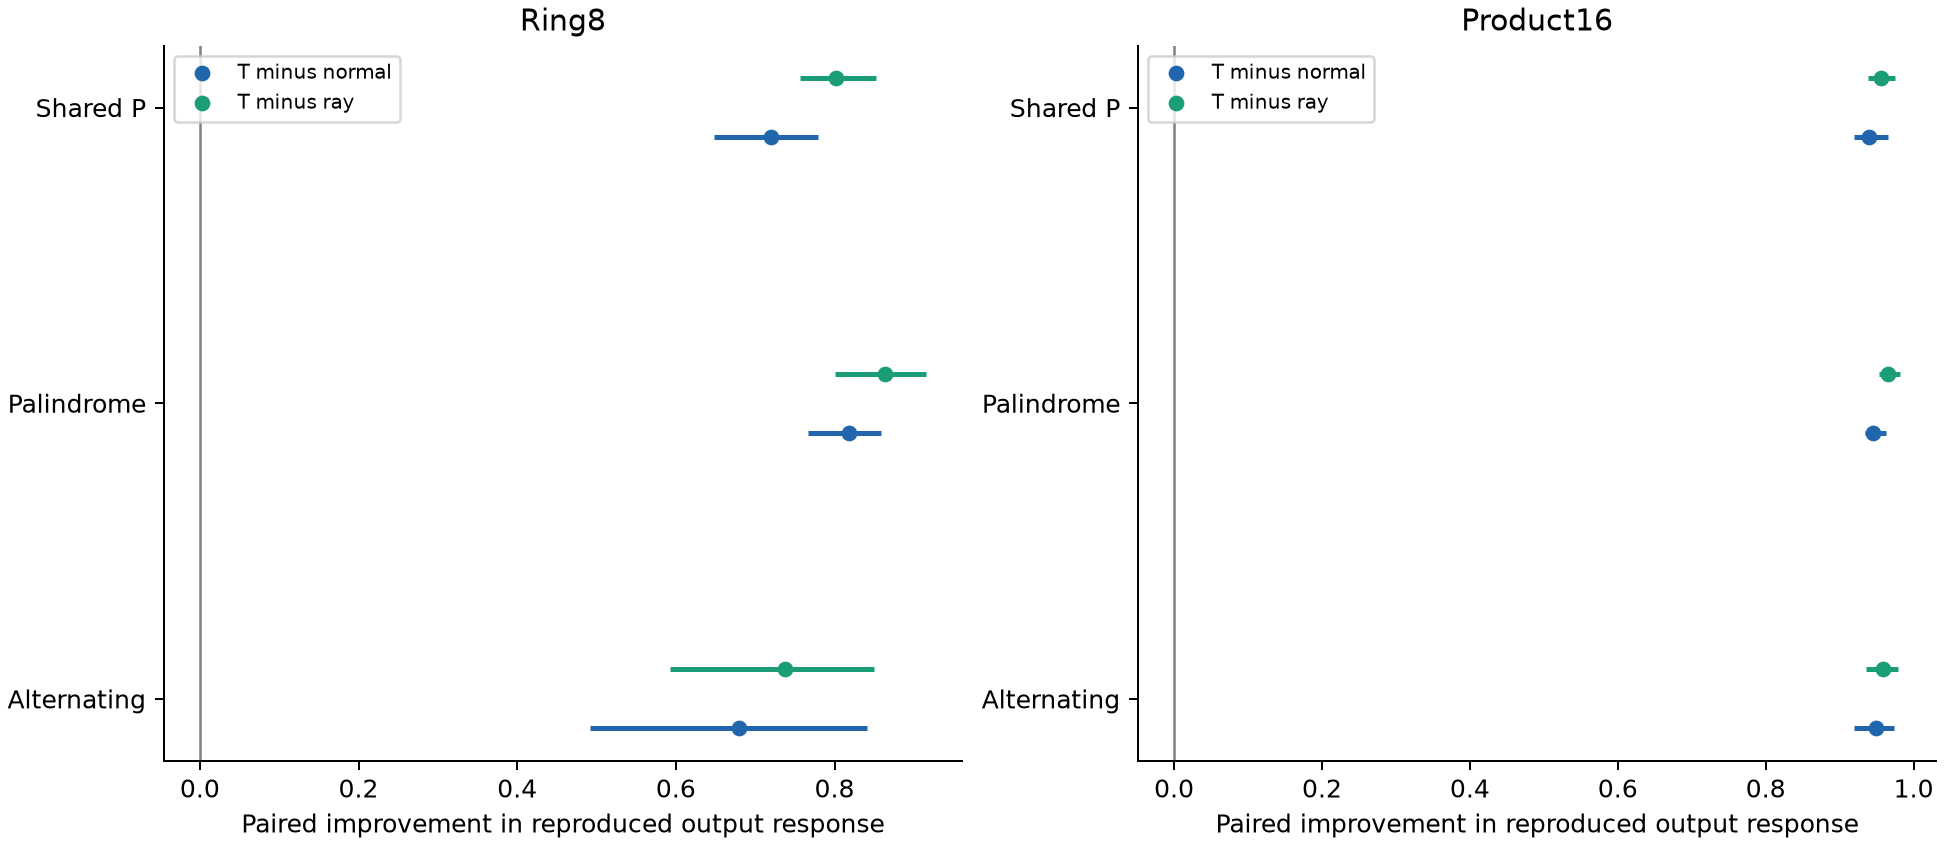 Ring8
T minus normal
T minus ray
Shared P
Palindrome
Alternating
0.0 0.2 0.4 0.6 0.8
Paired improvement in reproduced output response
Product16
T minus normal
T minus ray
Shared P
Palindrome
Alternating
0.0 0.2 0.4 0.6 0.8 1.0
Paired improvement in reproduced output response